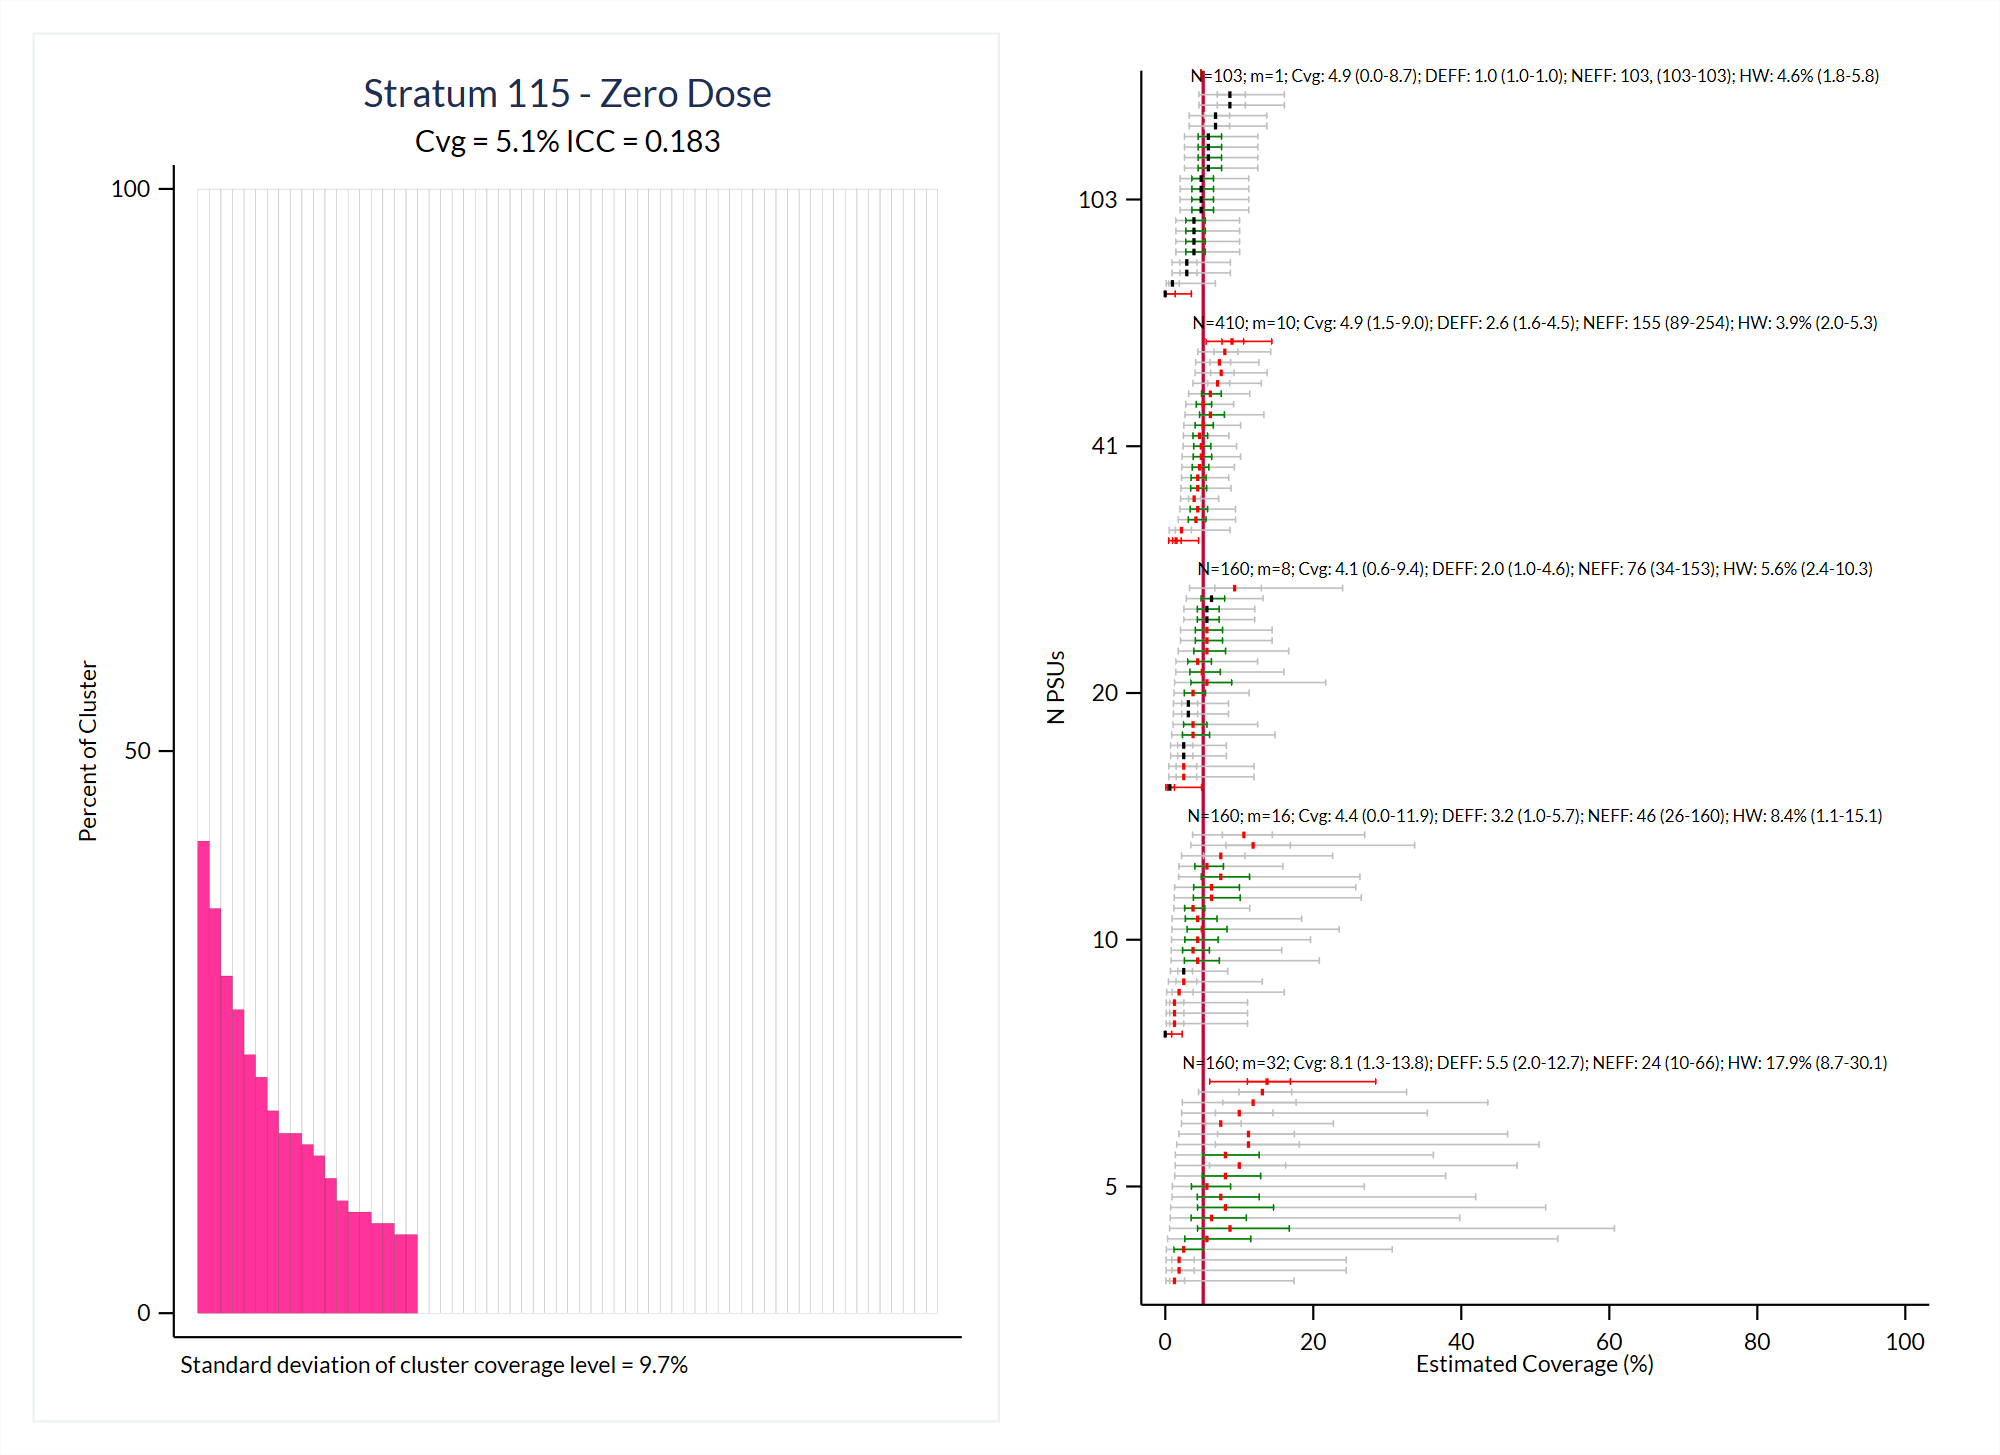 Stratum 115 - Zero Dose
Cvg = 5.1% ICC = 0.183
100
50
0
Percent of Cluster
Standard deviation of cluster coverage level = 9.7%
N=103; m=1; Cvg: 4.9 (0.0-8.7); DEFF: 1.0 (1.0-1.0); NEFF: 103, (103-103); HW: 4.6% (1.8-5.8)
103
N=410; m=10; Cvg: 4.9 (1.5-9.0); DEFF: 2.6 (1.6-4.5); NEFF: 155 (89-254); HW: 3.9% (2.0-5.3)
41
N=160; m=8; Cvg: 4.1 (0.6-9.4); DEFF: 2.0 (1.0-4.6); NEFF: 76 (34-153); HW: 5.6% (2.4-10.3)
N PSUs
20
N=160; m=16; Cvg: 4.4 (0.0-11.9); DEFF: 3.2 (1.0-5.7); NEFF: 46 (26-160); HW: 8.4% (1.1-15.1)
10
N=160; m=32; Cvg: 8.1 (1.3-13.8); DEFF: 5.5 (2.0-12.7); NEFF: 24 (10-66); HW: 17.9% (8.7-30.1)
5
0 20 40 60 80 100
Estimated Coverage (%)